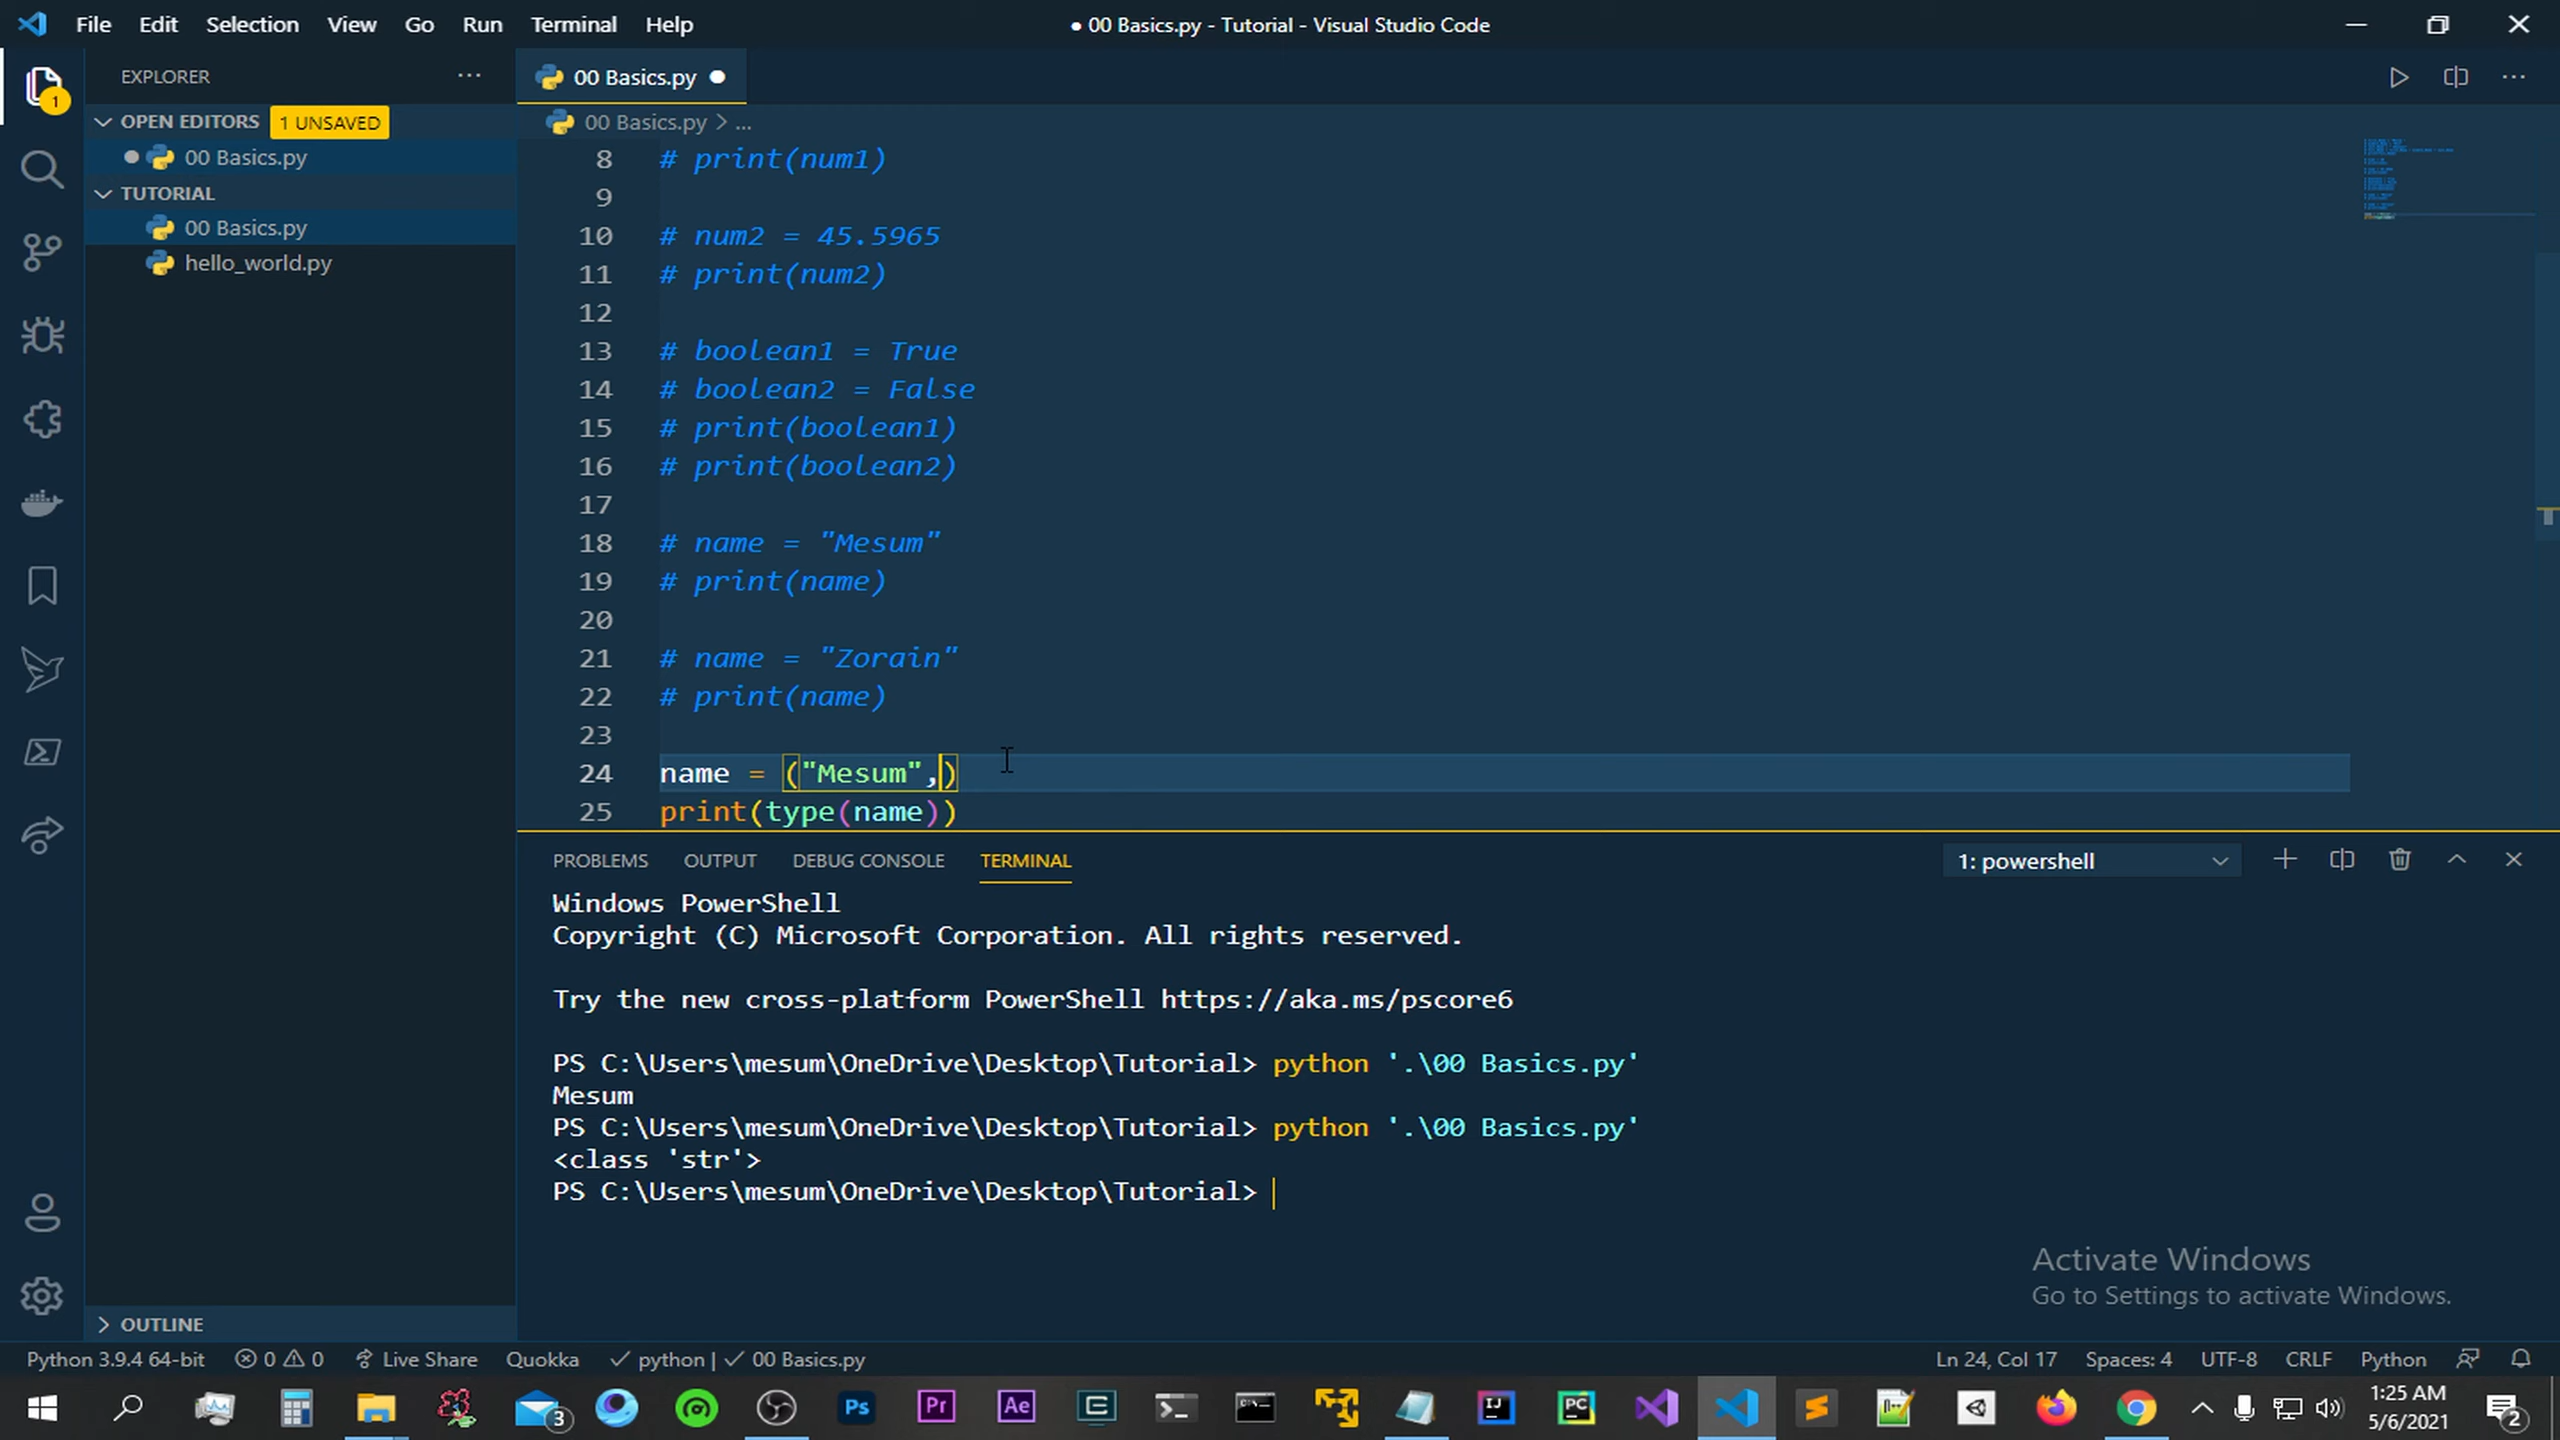 File Edit Selection View Go Run Terminal Help
● 00 Basics.py - Tutorial - Visual Studio Code
EXPLORER
00 Basics.py
1
OPEN EDITORS 1 UNSAVED
00 Basics.py > ...
00 Basics.py
TUTORIAL
00 Basics.py
hello_world.py
8 # print(num1)
9
10 # num2 = 45.5965
11 # print(num2)
12
13 # boolean1 = True
14 # boolean2 = False
15 # print(boolean1)
16 # print(boolean2)
17
18 # name = "Mesum"
19 # print(name)
20
21 # name = "Zorain"
22 # print(name)
23
24 name = ("Mesum",)
25 print(type(name))
PROBLEMS OUTPUT DEBUG CONSOLE TERMINAL 1: powershell
Windows PowerShell
Copyright (C) Microsoft Corporation. All rights reserved.
Try the new cross-platform PowerShell https://aka.ms/pscore6
PS C:\Users\mesum\OneDrive\Desktop\Tutorial> python '.\00 Basics.py'
Mesum
PS C:\Users\mesum\OneDrive\Desktop\Tutorial> python '.\00 Basics.py'
<class 'str'>
PS C:\Users\mesum\OneDrive\Desktop\Tutorial>
Activate Windows
Go to Settings to activate Windows.
OUTLINE
Python 3.9.4 64-bit 0 0 Live Share Quokka python | 00 Basics.py Ln 24, Col 17 Spaces: 4 UTF-8 CRLF Python
3 Ps Pr Ae IJ PC 1:25 AM
5/6/2021 2